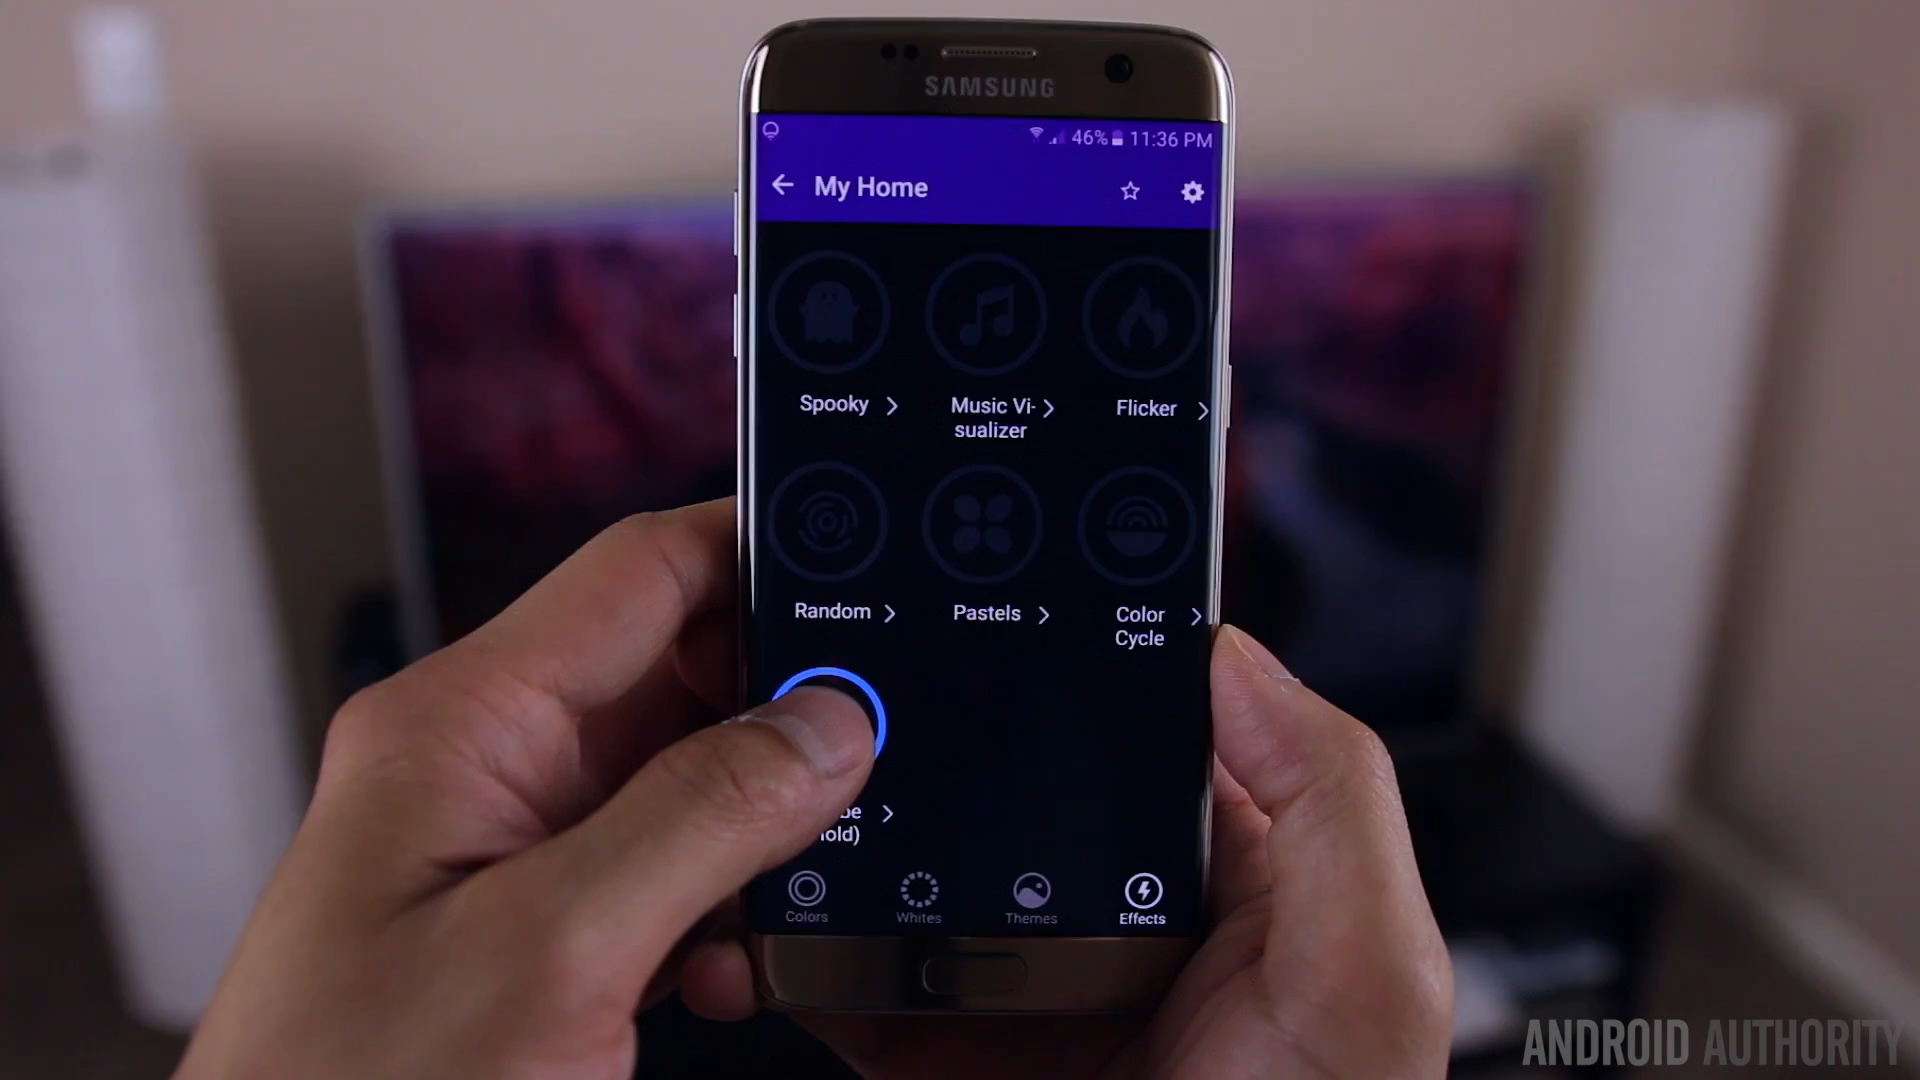 SAMSUNG
46% 11:36 PM
My Home
Spooky
Music Vi-
sualizer
Flicker
Random
Pastels
Color
Cycle
Colors
Whites
Themes
Effects
ANDROID AUTHORITY